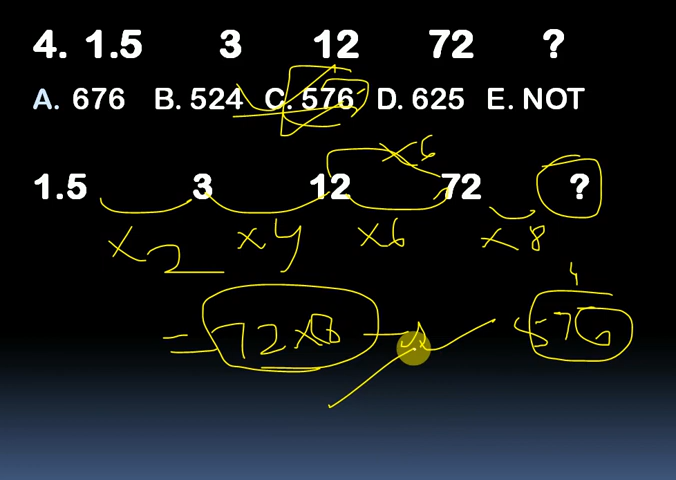 4. 1.5 3 12 72 ?
A. 676 B. 524 C. 576 D. 625 E. NOT
×6
1.5 3 12 72 ?
×2 ×4 ×6 ×8
4
= 72×8 576